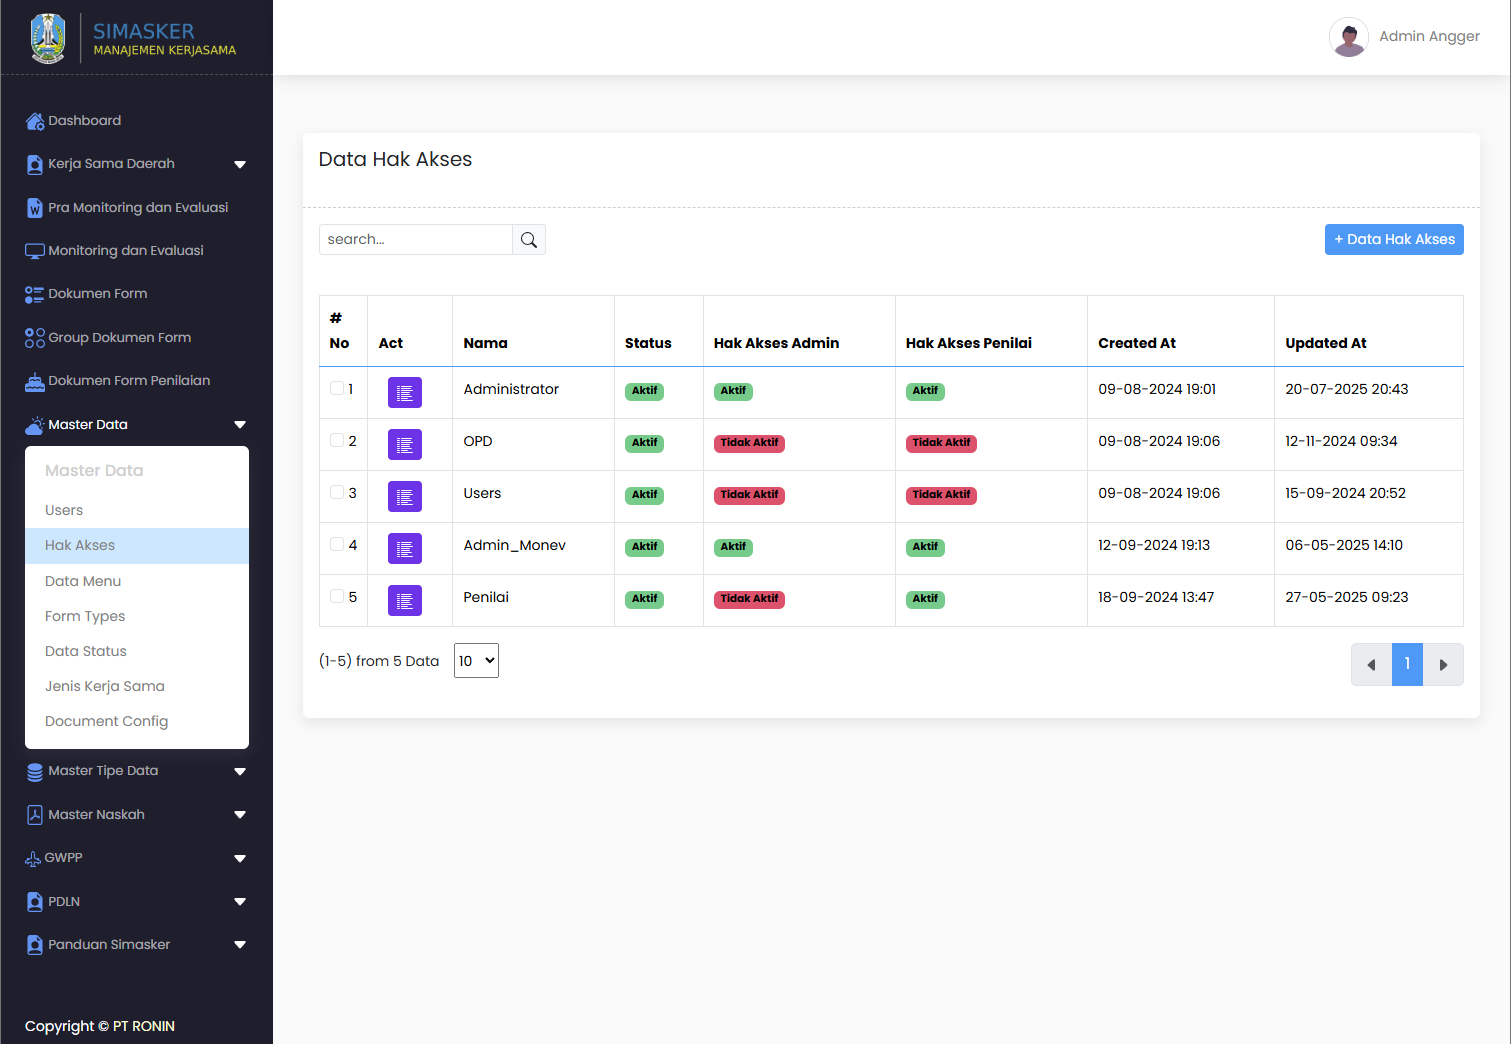 SIMASKER
MANAJEMEN KERJASAMA
Admin Angger
Dashboard
Kerja Sama Daerah
Pra Monitoring dan Evaluasi
Monitoring dan Evaluasi
Dokumen Form
Group Dokumen Form
Dokumen Form Penilaian
Master Data
Master Data
Users
Hak Akses
Data Menu
Form Types
Data Status
Jenis Kerja Sama
Document Config
Master Tipe Data
Master Naskah
GWPP
PDLN
Panduan Simasker
Copyright © PT RONIN
Data Hak Akses
search...
+ Data Hak Akses
# No Act Nama Status Hak Akses Admin Hak Akses Penilai Created At Updated At
1 Administrator Aktif Aktif Aktif 09-08-2024 19:01 20-07-2025 20:43
2 OPD Aktif Tidak Aktif Tidak Aktif 09-08-2024 19:06 12-11-2024 09:34
3 Users Aktif Tidak Aktif Tidak Aktif 09-08-2024 19:06 15-09-2024 20:52
4 Admin_Monev Aktif Aktif Aktif 12-09-2024 19:13 06-05-2025 14:10
5 Penilai Aktif Tidak Aktif Aktif 18-09-2024 13:47 27-05-2025 09:23
(1-5) from 5 Data 10
1